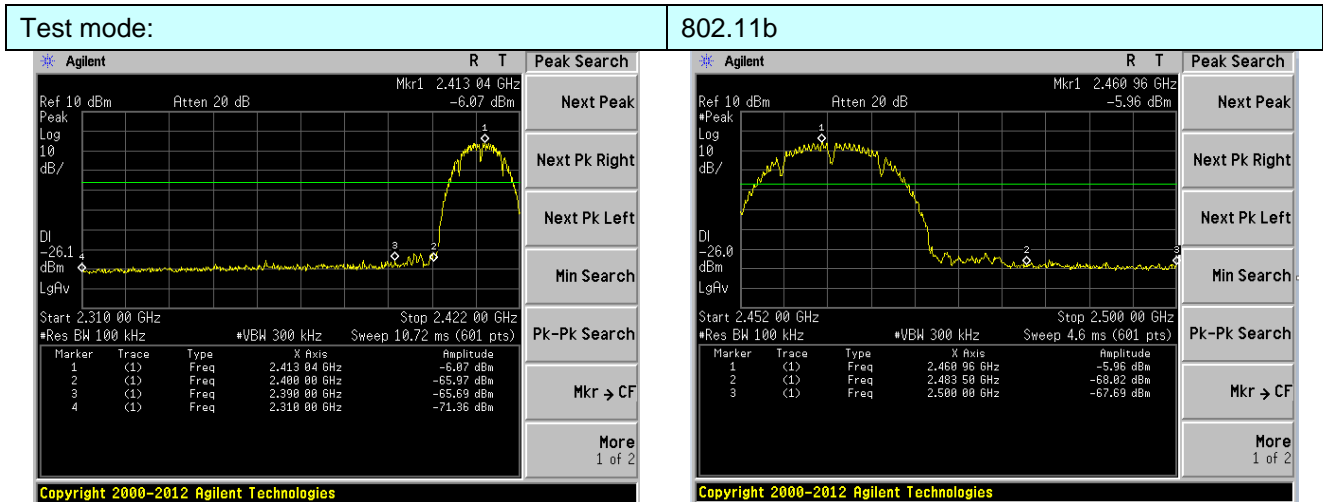 Test mode: 802.11b
Agilent R T Peak Search
Mkr1 2.413 04 GHz
Ref 10 dBm Atten 20 dB -6.07 dBm
Peak
Log
10
dB/
1
3 2
4
DI
-26.1
dBm
LgAv
Start 2.310 00 GHz Stop 2.422 00 GHz
#Res BW 100 kHz #VBW 300 kHz Sweep 10.72 ms (601 pts)
Marker Trace Type X Axis Amplitude
1 (1) Freq 2.413 04 GHz -6.07 dBm
2 (1) Freq 2.400 00 GHz -65.97 dBm
3 (1) Freq 2.390 00 GHz -65.69 dBm
4 (1) Freq 2.310 00 GHz -71.36 dBm
Next Peak
Next Pk Right
Next Pk Left
Min Search
Pk-Pk Search
Mkr → CF
More
1 of 2
Copyright 2000-2012 Agilent Technologies
Agilent R T Peak Search
Mkr1 2.460 96 GHz
Ref 10 dBm Atten 20 dB -5.96 dBm
#Peak
Log
10
dB/
1
2
3
DI
-26.0
dBm
LgAv
Start 2.452 00 GHz Stop 2.500 00 GHz
#Res BW 100 kHz #VBW 300 kHz Sweep 4.6 ms (601 pts)
Marker Trace Type X Axis Amplitude
1 (1) Freq 2.460 96 GHz -5.96 dBm
2 (1) Freq 2.483 50 GHz -68.02 dBm
3 (1) Freq 2.500 00 GHz -67.69 dBm
Next Peak
Next Pk Right
Next Pk Left
Min Search
Pk-Pk Search
Mkr → CF
More
1 of 2
Copyright 2000-2012 Agilent Technologies